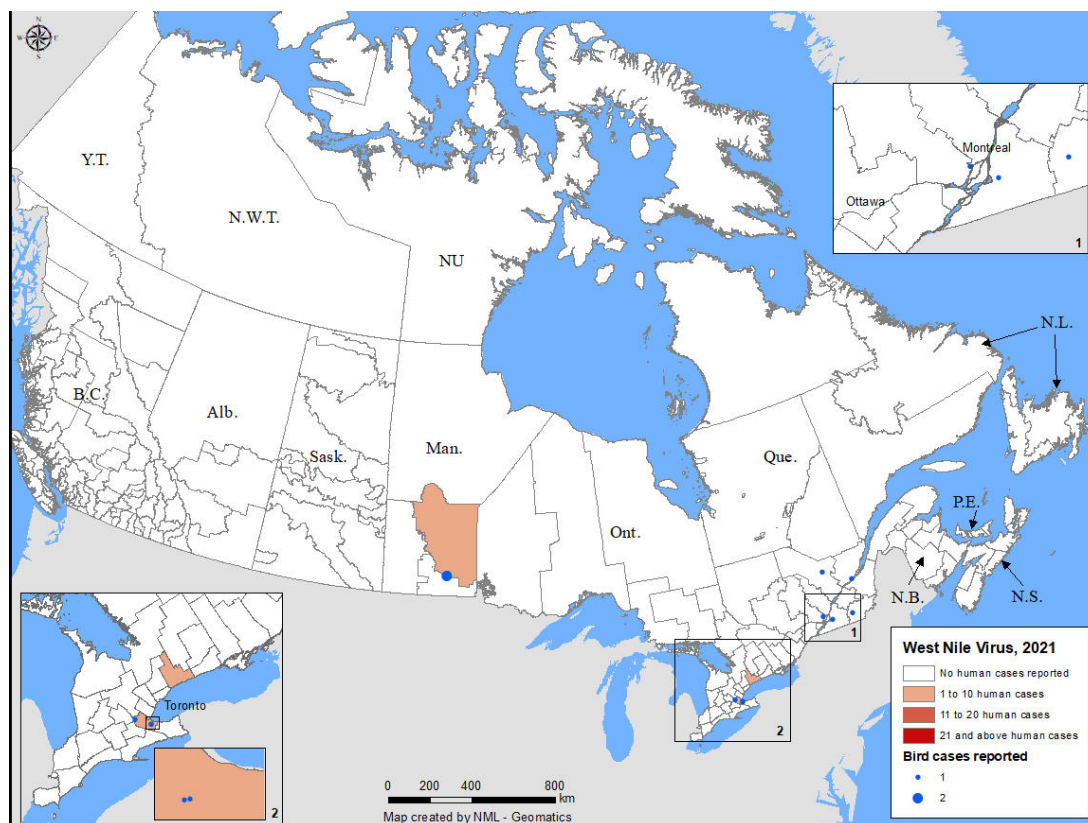 N
W E
S
Y.T.
N.W.T.
NU
B.C.
Alb.
Sask.
Man.
Ont.
Que.
N.L.
P.E.
N.B.
N.S.
Montreal
Ottawa
1
1
2
Toronto
2
0 200 400 800
km
Map created by NML - Geomatics
West Nile Virus, 2021
No human cases reported
1 to 10 human cases
11 to 20 human cases
21 and above human cases
Bird cases reported
1
2